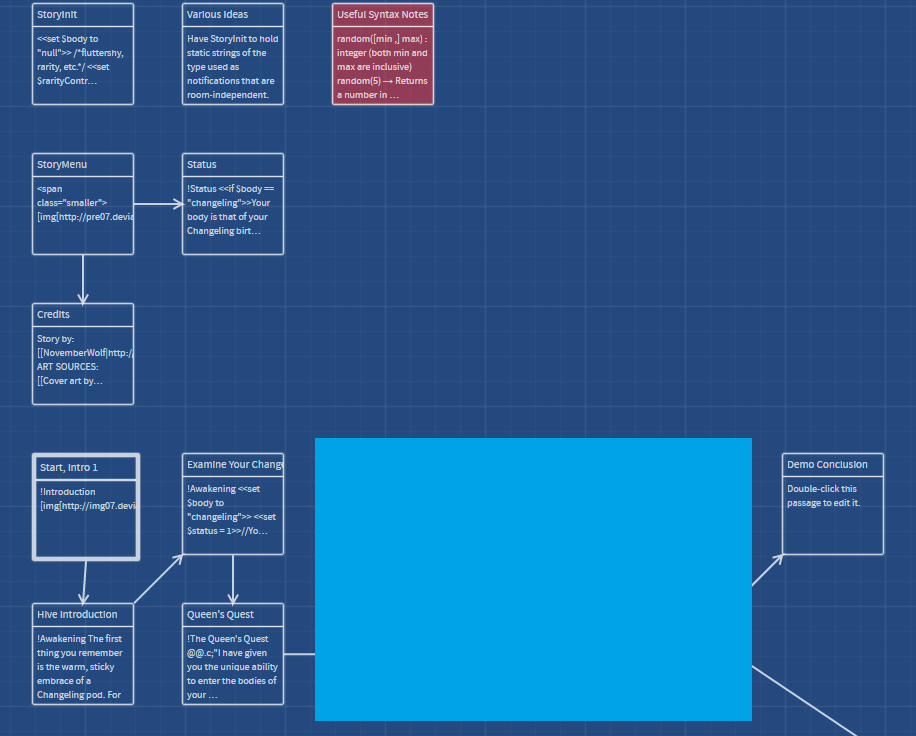 StoryInit
<<set $body to
"null">> /*fluttershy,
rarity, etc.*/ <<set
$rarityContr...
Various Ideas
Have StoryInit to hold
static strings of the
type used as
notifications that are
room-independent.
Useful Syntax Notes
random([min ,] max) :
integer (both min and
max are inclusive)
random(5) → Returns
a number in ...
StoryMenu
<span
class="smaller">
[img[http://pre07.devia
Status
!Status <<if $body ==
"changeling">>Your
body is that of your
Changeling birt...
Credits
Story by:
[[NovemberWolf|http:/
ART SOURCES:
[[Cover art by...
Start, Intro 1
!Introduction
[img[http://img07.devi
Examine Your Chang
!Awakening <<set
$body to
"changeling">> <<set
$status = 1>>//Yo...
Demo Conclusion
Double-click this
passage to edit it.
Hive Introduction
!Awakening The first
thing you remember
is the warm, sticky
embrace of a
Changeling pod. For
Queen's Quest
!The Queen's Quest
@@.c;"I have given
you the unique ability
to enter the bodies of
your ...